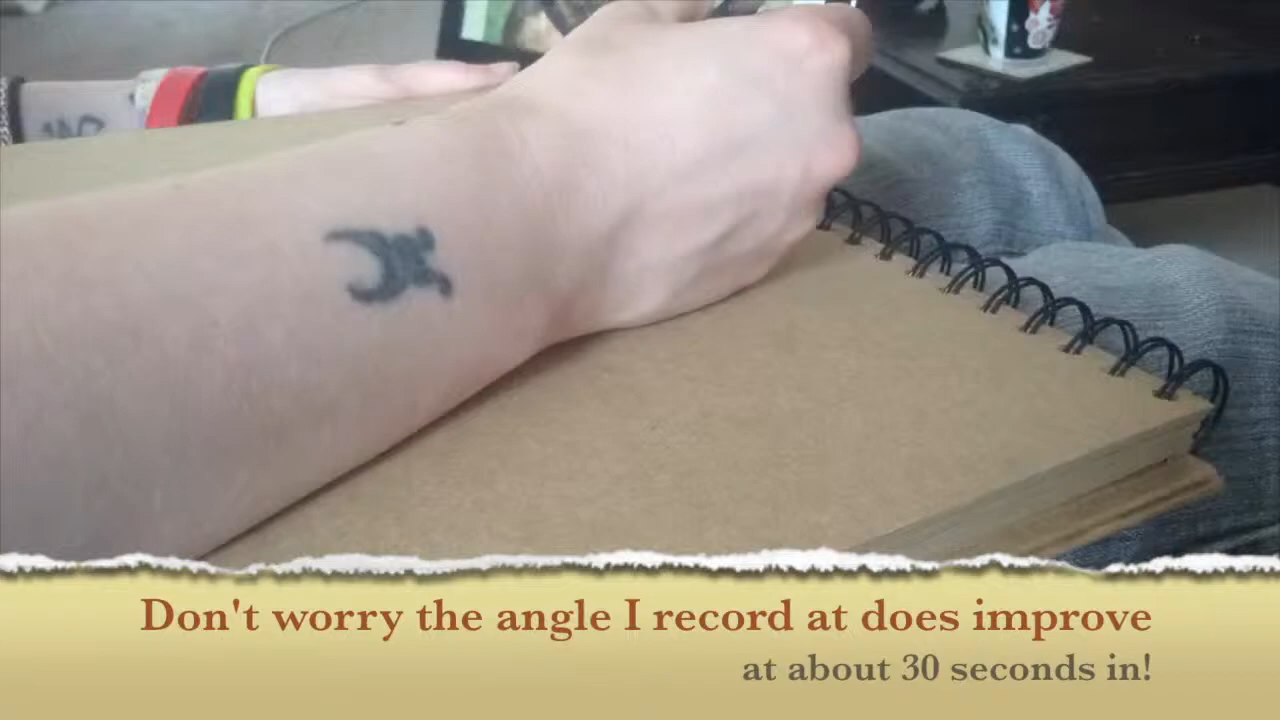 Don't worry the angle I record at does improve
at about 30 seconds in!